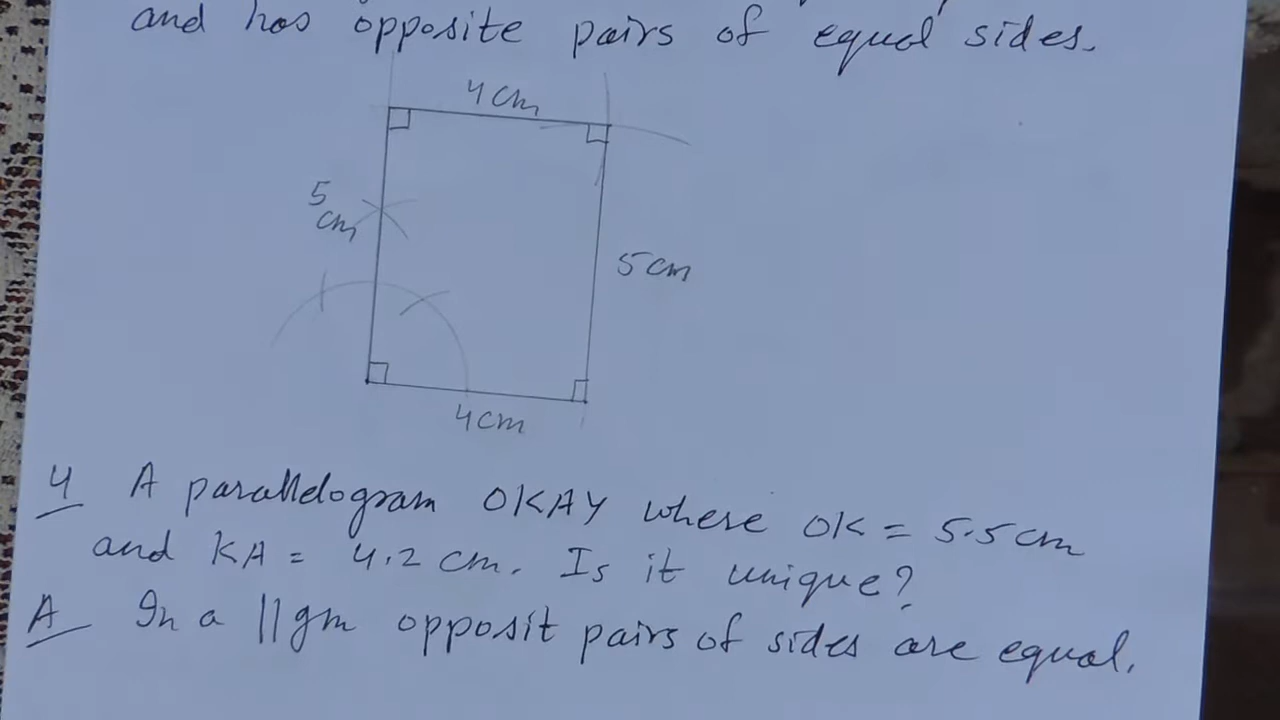 and has opposite pairs of equal sides.
4 cm
5
cm
5 cm
4 cm
4 A parallelogram OKAY where OK = 5.5 cm
and KA = 4.2 cm. Is it unique?
A In a ||gm opposit pairs of sides are equal.